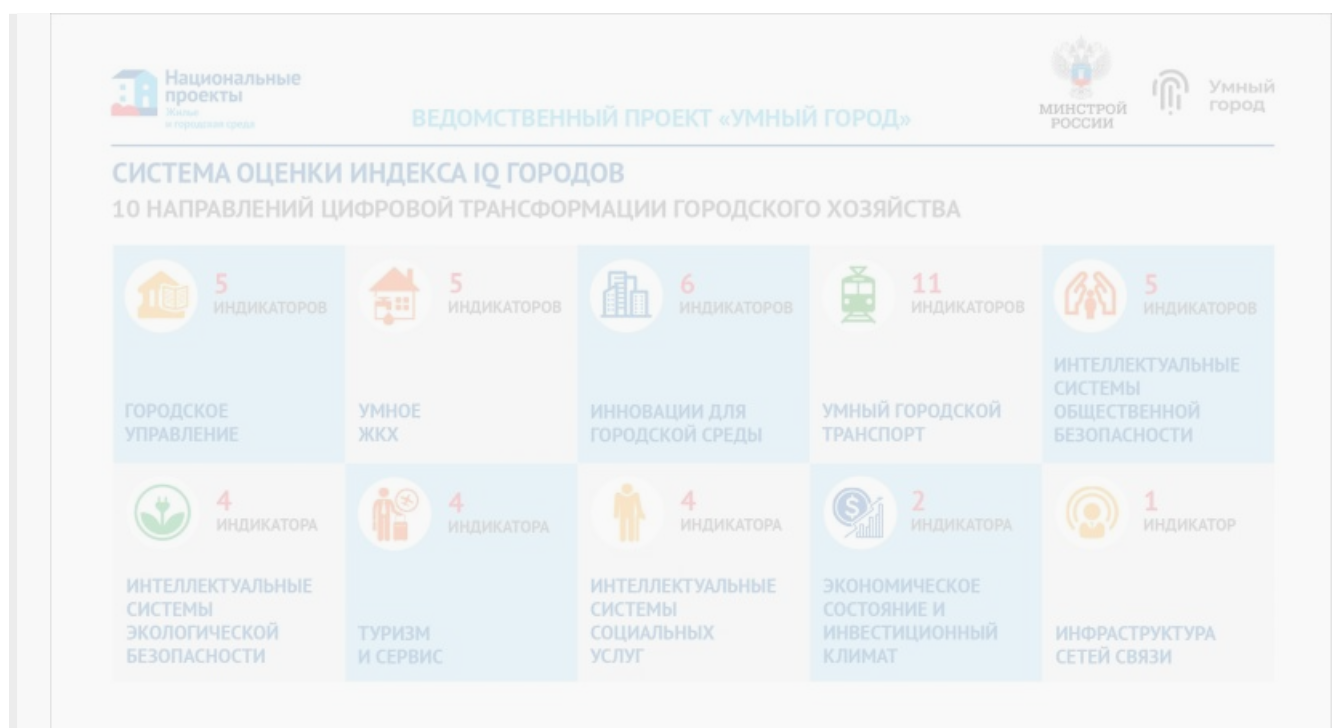 Национальные
проекты
Жилье
и городская среда
ВЕДОМСТВЕННЫЙ ПРОЕКТ «УМНЫЙ ГОРОД»
МИНСТРОЙ
РОССИИ
Умный
город
СИСТЕМА ОЦЕНКИ ИНДЕКСА IQ ГОРОДОВ
10 НАПРАВЛЕНИЙ ЦИФРОВОЙ ТРАНСФОРМАЦИИ ГОРОДСКОГО ХОЗЯЙСТВА
5
ИНДИКАТОРОВ
ГОРОДСКОЕ
УПРАВЛЕНИЕ
5
ИНДИКАТОРОВ
УМНОЕ
ЖКХ
6
ИНДИКАТОРОВ
ИННОВАЦИИ ДЛЯ
ГОРОДСКОЙ СРЕДЫ
11
ИНДИКАТОРОВ
УМНЫЙ ГОРОДСКОЙ
ТРАНСПОРТ
5
ИНДИКАТОРОВ
ИНТЕЛЛЕКТУАЛЬНЫЕ
СИСТЕМЫ
ОБЩЕСТВЕННОЙ
БЕЗОПАСНОСТИ
4
ИНДИКАТОРА
ИНТЕЛЛЕКТУАЛЬНЫЕ
СИСТЕМЫ
ЭКОЛОГИЧЕСКОЙ
БЕЗОПАСНОСТИ
4
ИНДИКАТОРА
ТУРИЗМ
И СЕРВИС
4
ИНДИКАТОРА
ИНТЕЛЛЕКТУАЛЬНЫЕ
СИСТЕМЫ
СОЦИАЛЬНЫХ
УСЛУГ
2
ИНДИКАТОРА
ЭКОНОМИЧЕСКОЕ
СОСТОЯНИЕ И
ИНВЕСТИЦИОННЫЙ
КЛИМАТ
1
ИНДИКАТОР
ИНФРАСТРУКТУРА
СЕТЕЙ СВЯЗИ